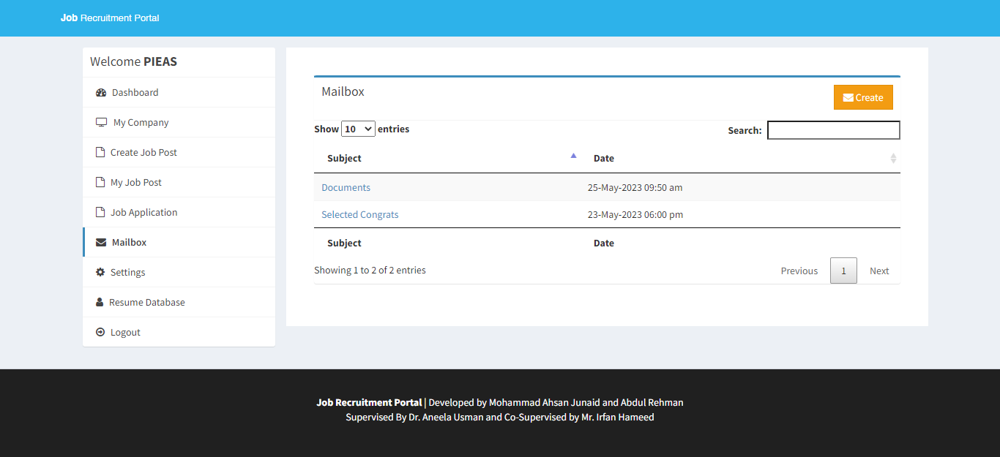 Job Recruitment Portal
Welcome PIEAS
Dashboard
My Company
Create Job Post
My Job Post
Job Application
Mailbox
Settings
Resume Database
Logout
Mailbox
Create
Show 10 entries
Search:
Subject Date
Documents 25-May-2023 09:50 am
Selected Congrats 23-May-2023 06:00 pm
Subject Date
Showing 1 to 2 of 2 entries
Previous 1 Next
Job Recruitment Portal | Developed by Mohammad Ahsan Junaid and Abdul Rehman
Supervised By Dr. Aneela Usman and Co-Supervised by Mr. Irfan Hameed